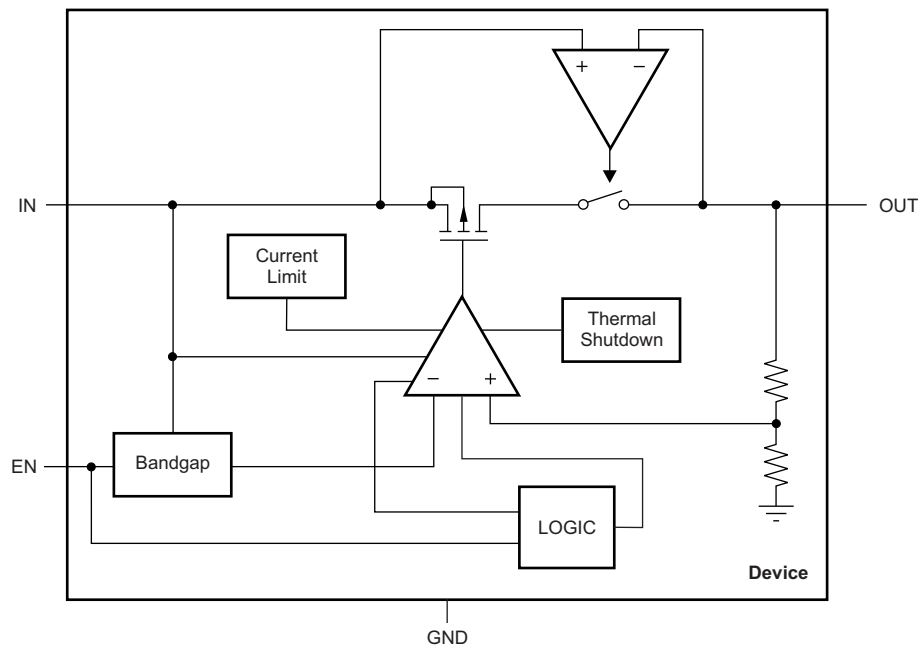 + −
IN
OUT
Current
Limit
Thermal
Shutdown
− +
EN
Bandgap
LOGIC
Device
GND